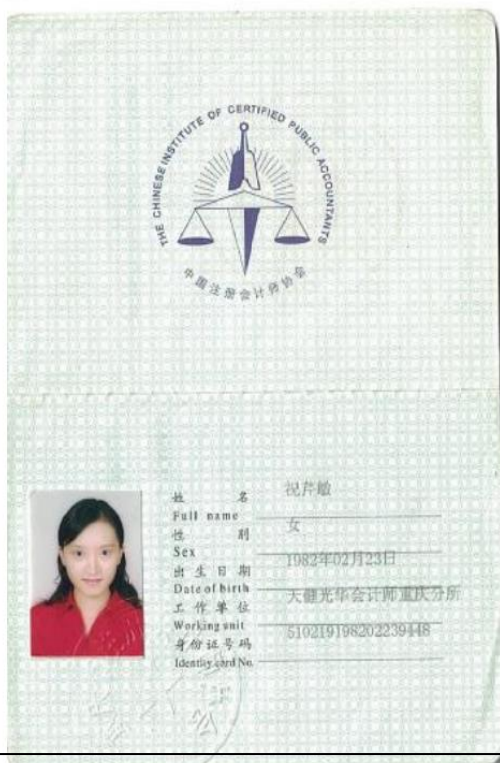 THE CHINESE INSTITUTE OF CERTIFIED PUBLIC ACCOUNTANTS
中国注册会计师协会
姓 名 祝芹敏
Full name
性 别 女
Sex
出生日期 1982年02月23日
Date of birth
工作单位 天健光华会计师重庆分所
Working unit
身份证号码 510219198202239448
Identity card No.